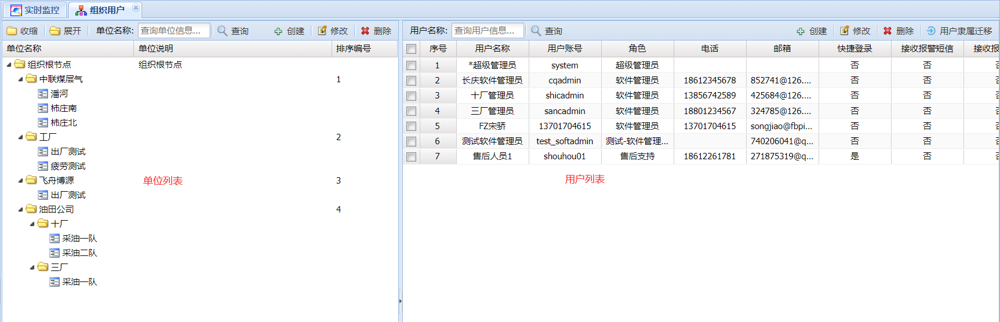 实时监控 组织用户
收缩 展开 单位名称: 查询单位信息... 查询 创建 修改 删除
单位名称 单位说明 排序编号
组织根节点 组织根节点
中联煤层气 1
潘河
柿庄南
柿庄北
工厂 2
出厂测试
疲劳测试
飞舟博源 3
出厂测试
油田公司 4
十厂
采油一队
采油二队
三厂
采油一队
单位列表
用户名称: 查询用户信息... 查询 创建 修改 删除 用户隶属迁移
序号 用户名称 用户账号 角色 电话 邮箱 快捷登录 接收报警短信 接收报
1 *超级管理员 system 超级管理员 否 否
2 长庆软件管理员 cqadmin 软件管理员 18612345678 852741@126.... 否 否
3 十厂管理员 shicadmin 软件管理员 13856742589 425684@126.... 否 否
4 三厂管理员 sancadmin 软件管理员 18801234567 324785@126.... 否 否
5 FZ宋骄 13701704615 软件管理员 13701704615 songjiao@fbpi... 否 否
6 测试软件管理员 test_softadmin 测试-软件管理... 740206041@q... 否 否
7 售后人员1 shouhou01 售后支持 18612261781 271875319@q... 是 否
用户列表